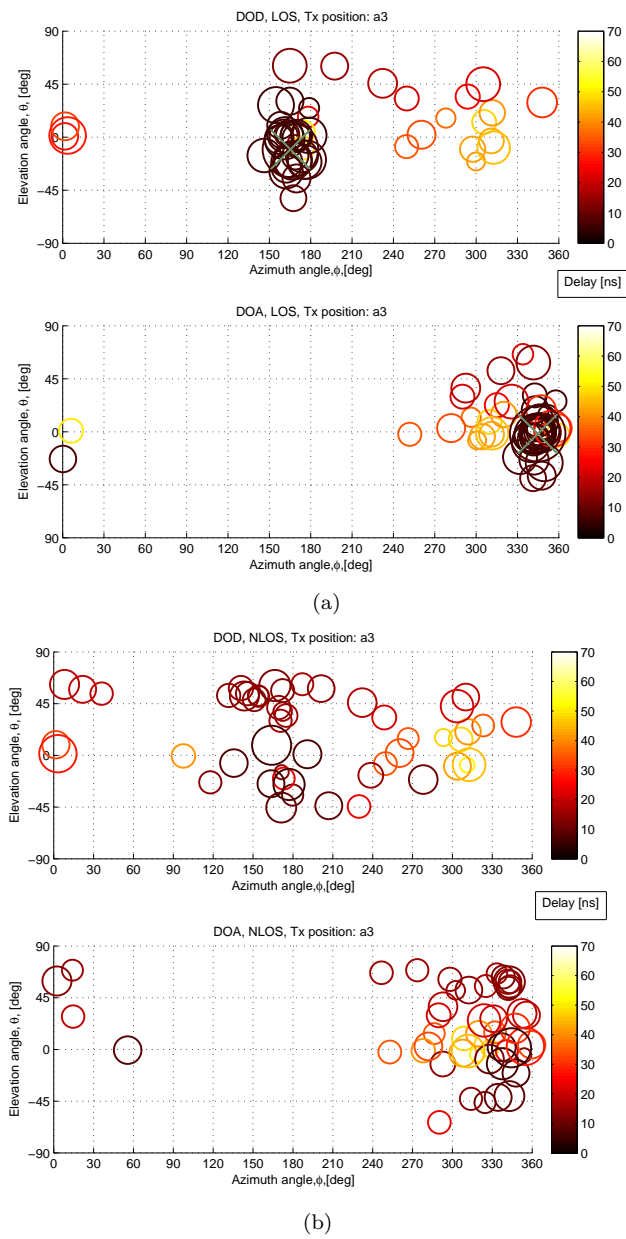 DOD, LOS, Tx position: a3
90
45
0
−45
−90
Elevation angle, θ, [deg]
0 30 60 90 120 150 180 210 240 270 300 330 360
Azimuth angle,ϕ,[deg]
70
60
50
40
30
20
10
0
Delay [ns]
DOA, LOS, Tx position: a3
90
45
0
−45
90
Elevation angle, θ, [deg]
0 30 60 90 120 150 180 210 240 270 300 330 360
Azimuth angle,ϕ,[deg]
70
60
50
40
30
20
10
0
(a)
DOD, NLOS, Tx position: a3
90
45
0
−45
−90
Elevation angle, θ, [deg]
0 30 60 90 120 150 180 210 240 270 300 330 360
Azimuth angle,ϕ,[deg]
70
60
50
40
30
20
10
0
Delay [ns]
DOA, NLOS, Tx position: a3
90
45
0
−45
−90
Elevation angle, θ, [deg]
0 30 60 90 120 150 180 210 240 270 300 330 360
Azimuth angle,ϕ,[deg]
70
60
50
40
30
20
10
0
(b)